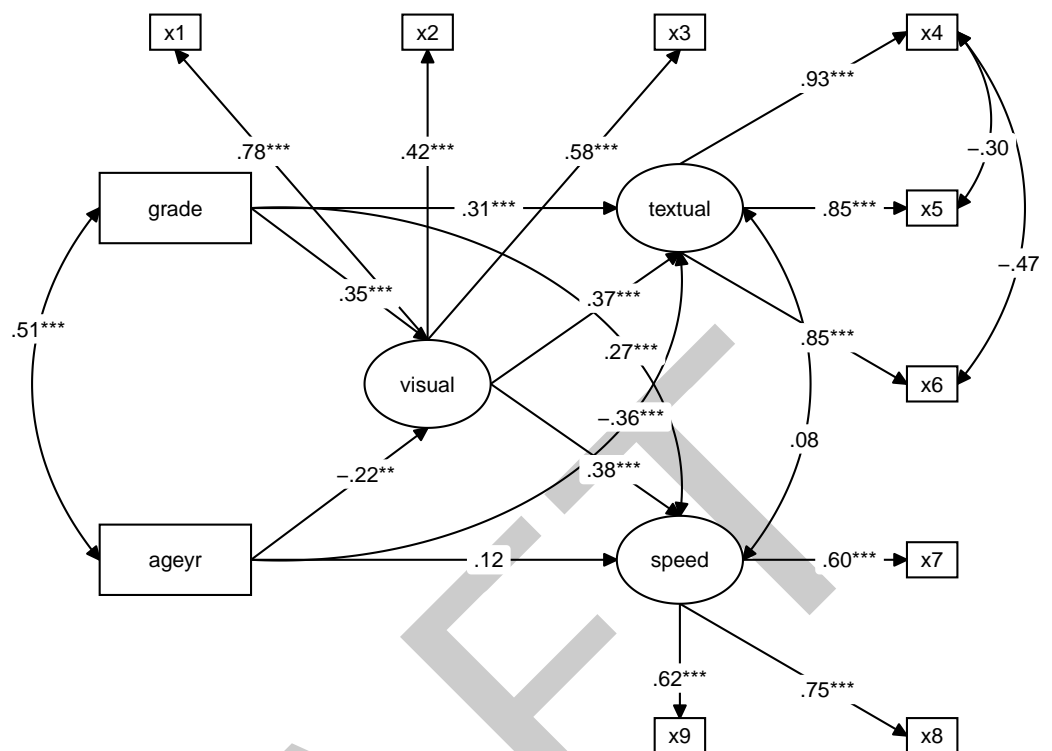 x1
x2
x3
x4
.93***
.78***
.42***
.58***
−.30
grade
.31***
textual
.85***
x5
−.47
.35***
.37***
.51***
.85***
.27***
visual
x6
−.36***
.08
−.22**
.38***
ageyr
.12
speed
.60***
x7
.62***
.75***
x9
x8